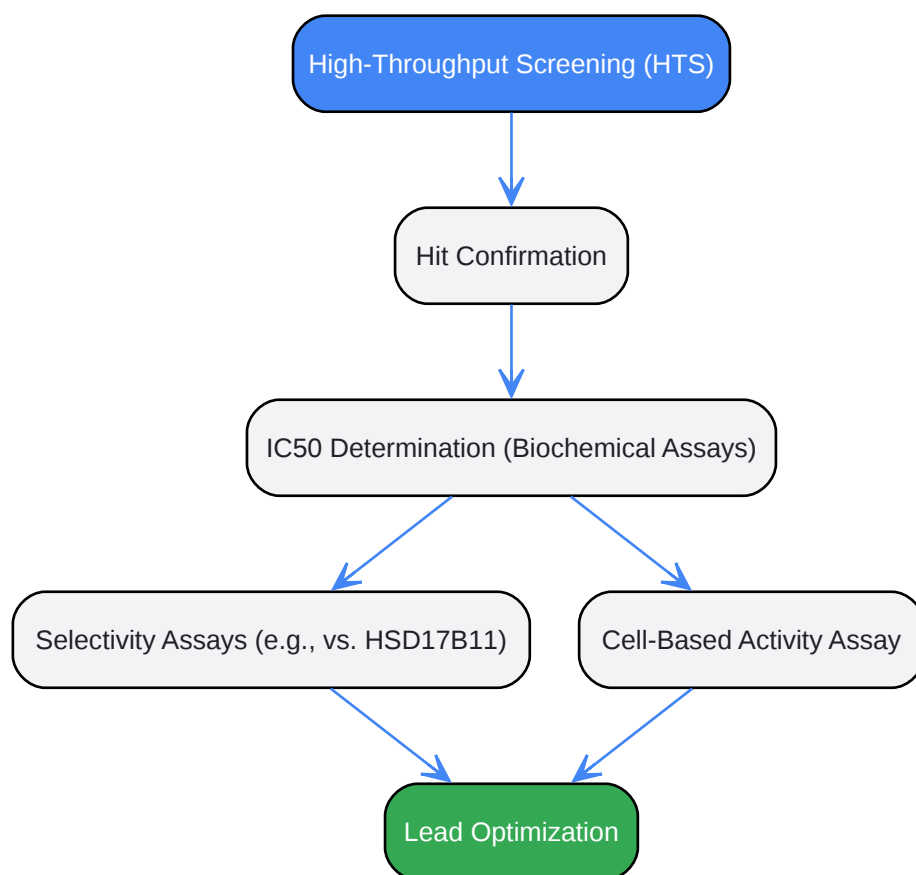 High-Throughput Screening (HTS)
Hit Confirmation
IC50 Determination (Biochemical Assays)
Selectivity Assays (e.g., vs. HSD17B11)
Cell-Based Activity Assay
Lead Optimization